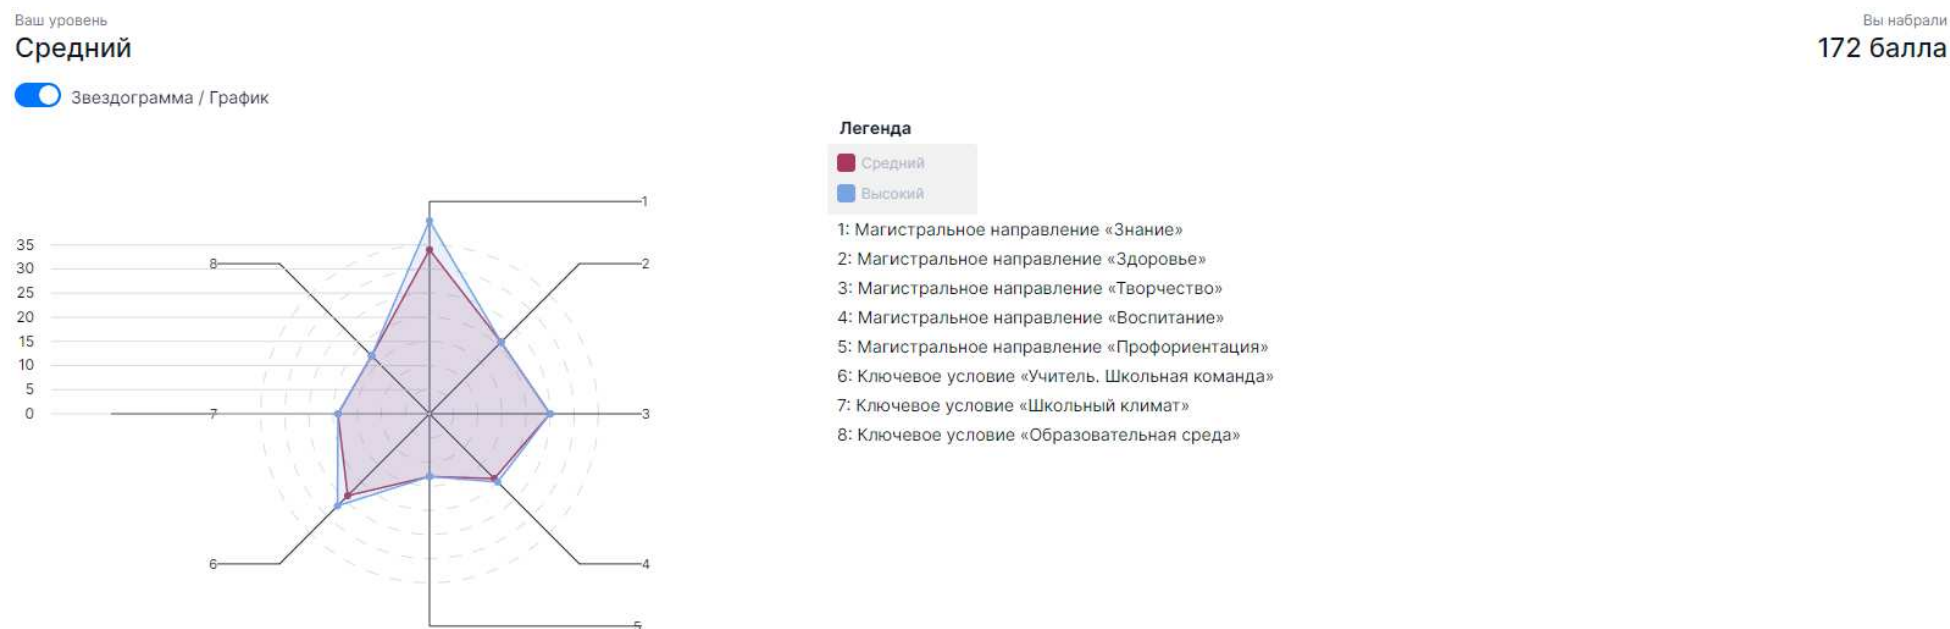 Ваш уровень
Средний
Вы набрали
172 балла
Звездограмма / График
35
30
25
20
15
10
5
0
1
2
3
4
5
6
7
8
Легенда
Средний
Высокий
1: Магистральное направление «Знание»
2: Магистральное направление «Здоровье»
3: Магистральное направление «Творчество»
4: Магистральное направление «Воспитание»
5: Магистральное направление «Профориентация»
6: Ключевое условие «Учитель. Школьная команда»
7: Ключевое условие «Школьный климат»
8: Ключевое условие «Образовательная среда»